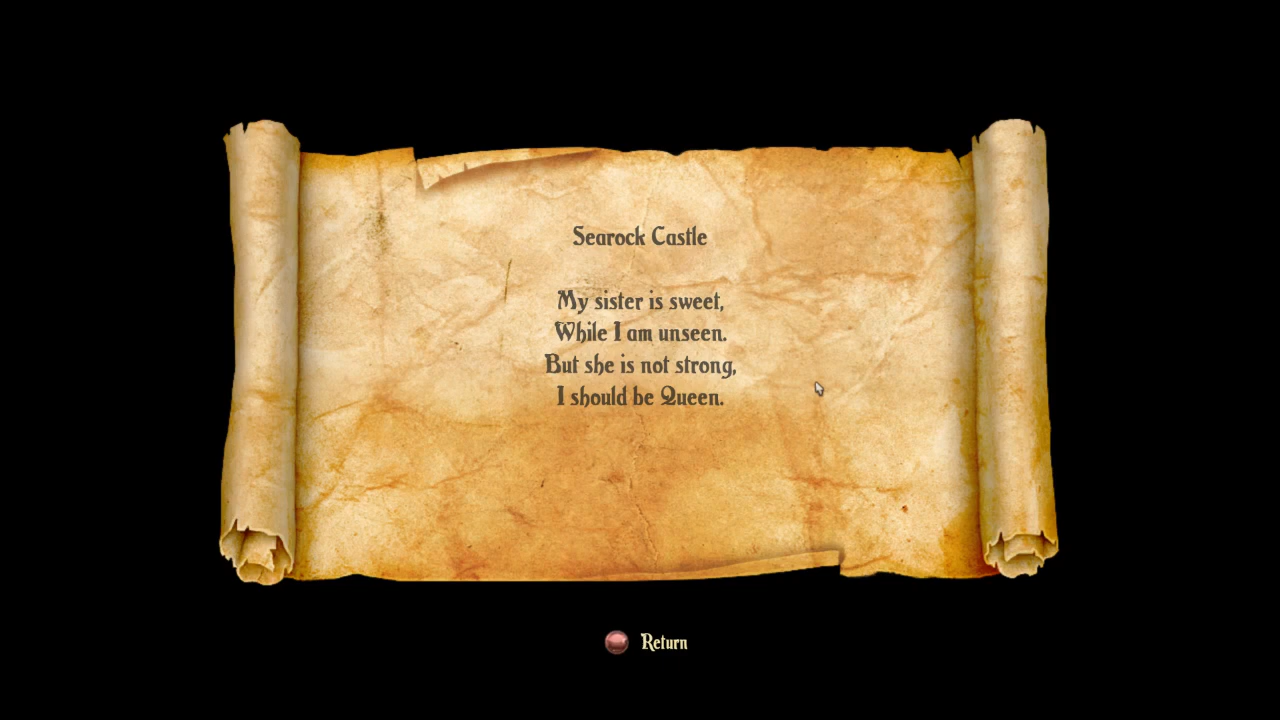 Searock Castle
My sister is sweet,
While I am unseen.
But she is not strong,
I should be Queen.
Return